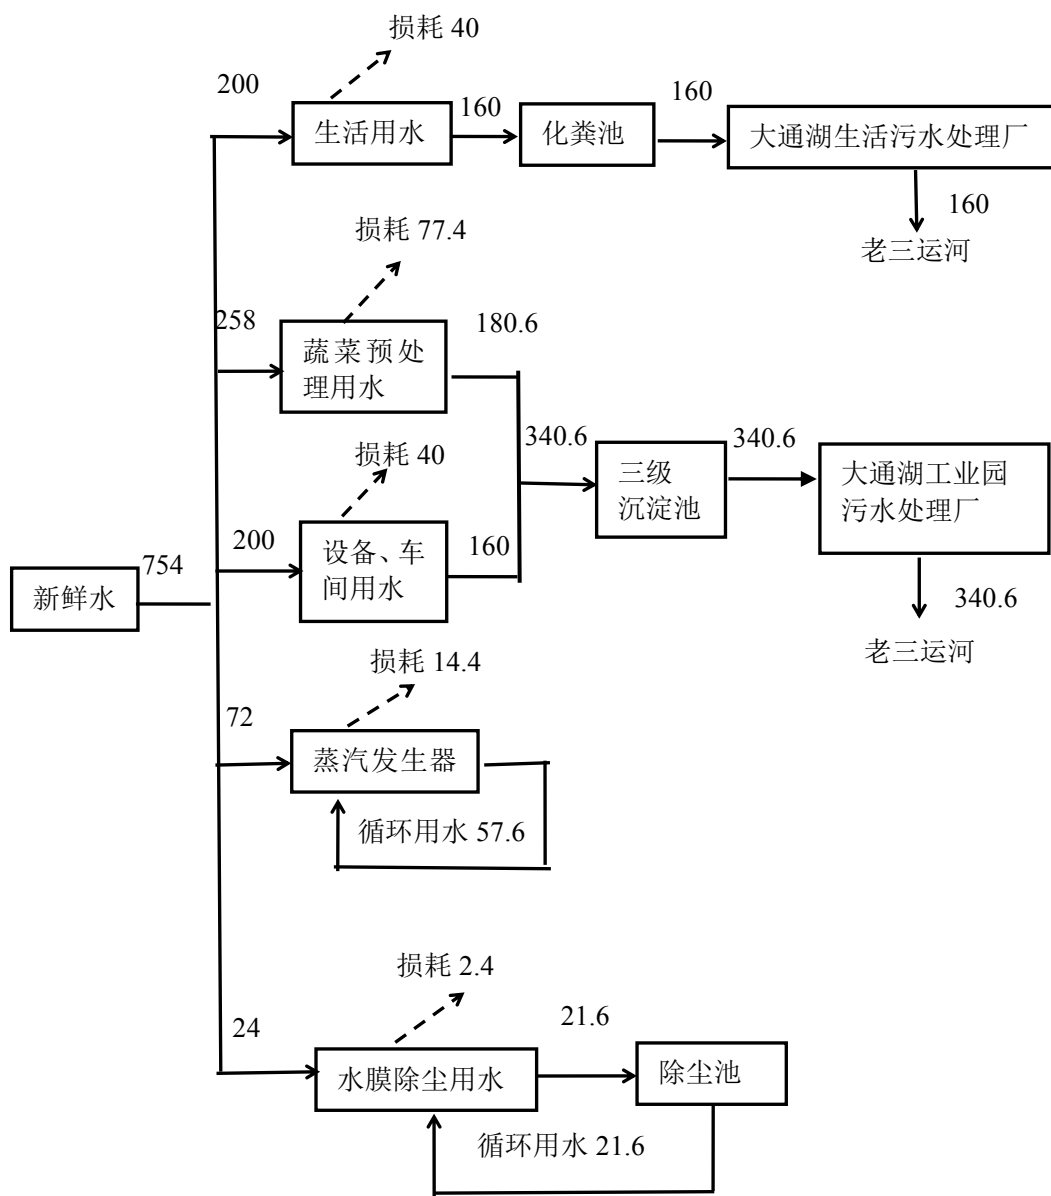 损耗 40
200
生活用水
160
化粪池
160
大通湖生活污水处理厂
160
老三运河
损耗 77.4
258
蔬菜预处
理用水
180.6
损耗 40
340.6
三级
沉淀池
340.6
大通湖工业园
污水处理厂
200
设备、车
间用水
160
754
新鲜水
340.6
老三运河
损耗 14.4
72
蒸汽发生器
循环用水 57.6
损耗 2.4
24
水膜除尘用水
21.6
除尘池
循环用水 21.6